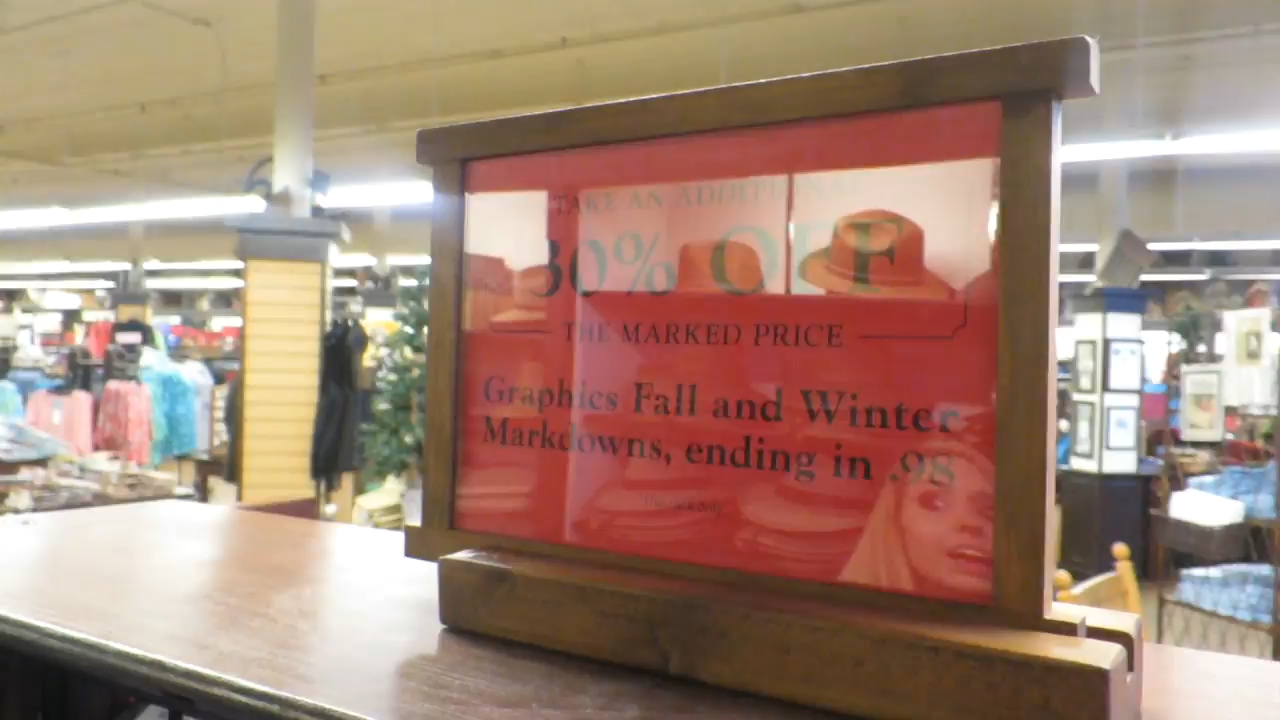 TAKE AN ADDITIONAL
30% OFF
THE MARKED PRICE
Graphics Fall and Winter
Markdowns, ending in .98